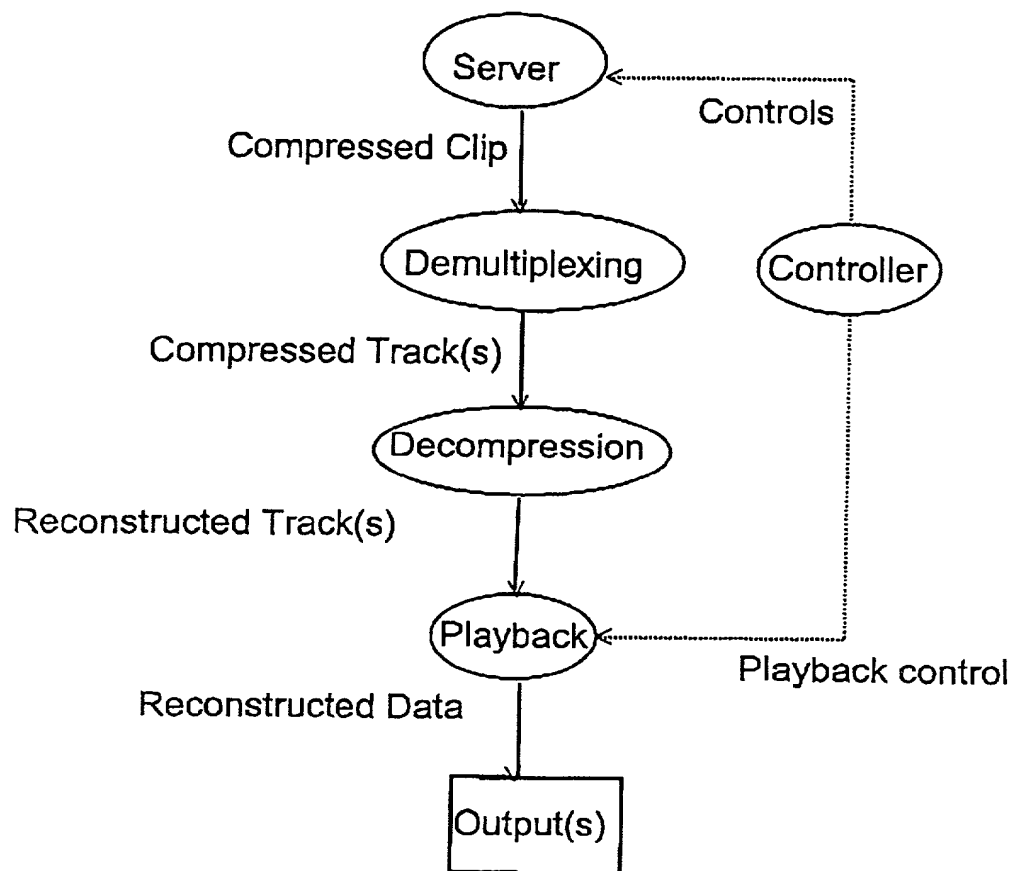 Server
Controls
Compressed Clip
Demultiplexing
Controller
Compressed Track(s)
Decompression
Reconstructed Track(s)
Playback
Playback control
Reconstructed Data
Output(s)